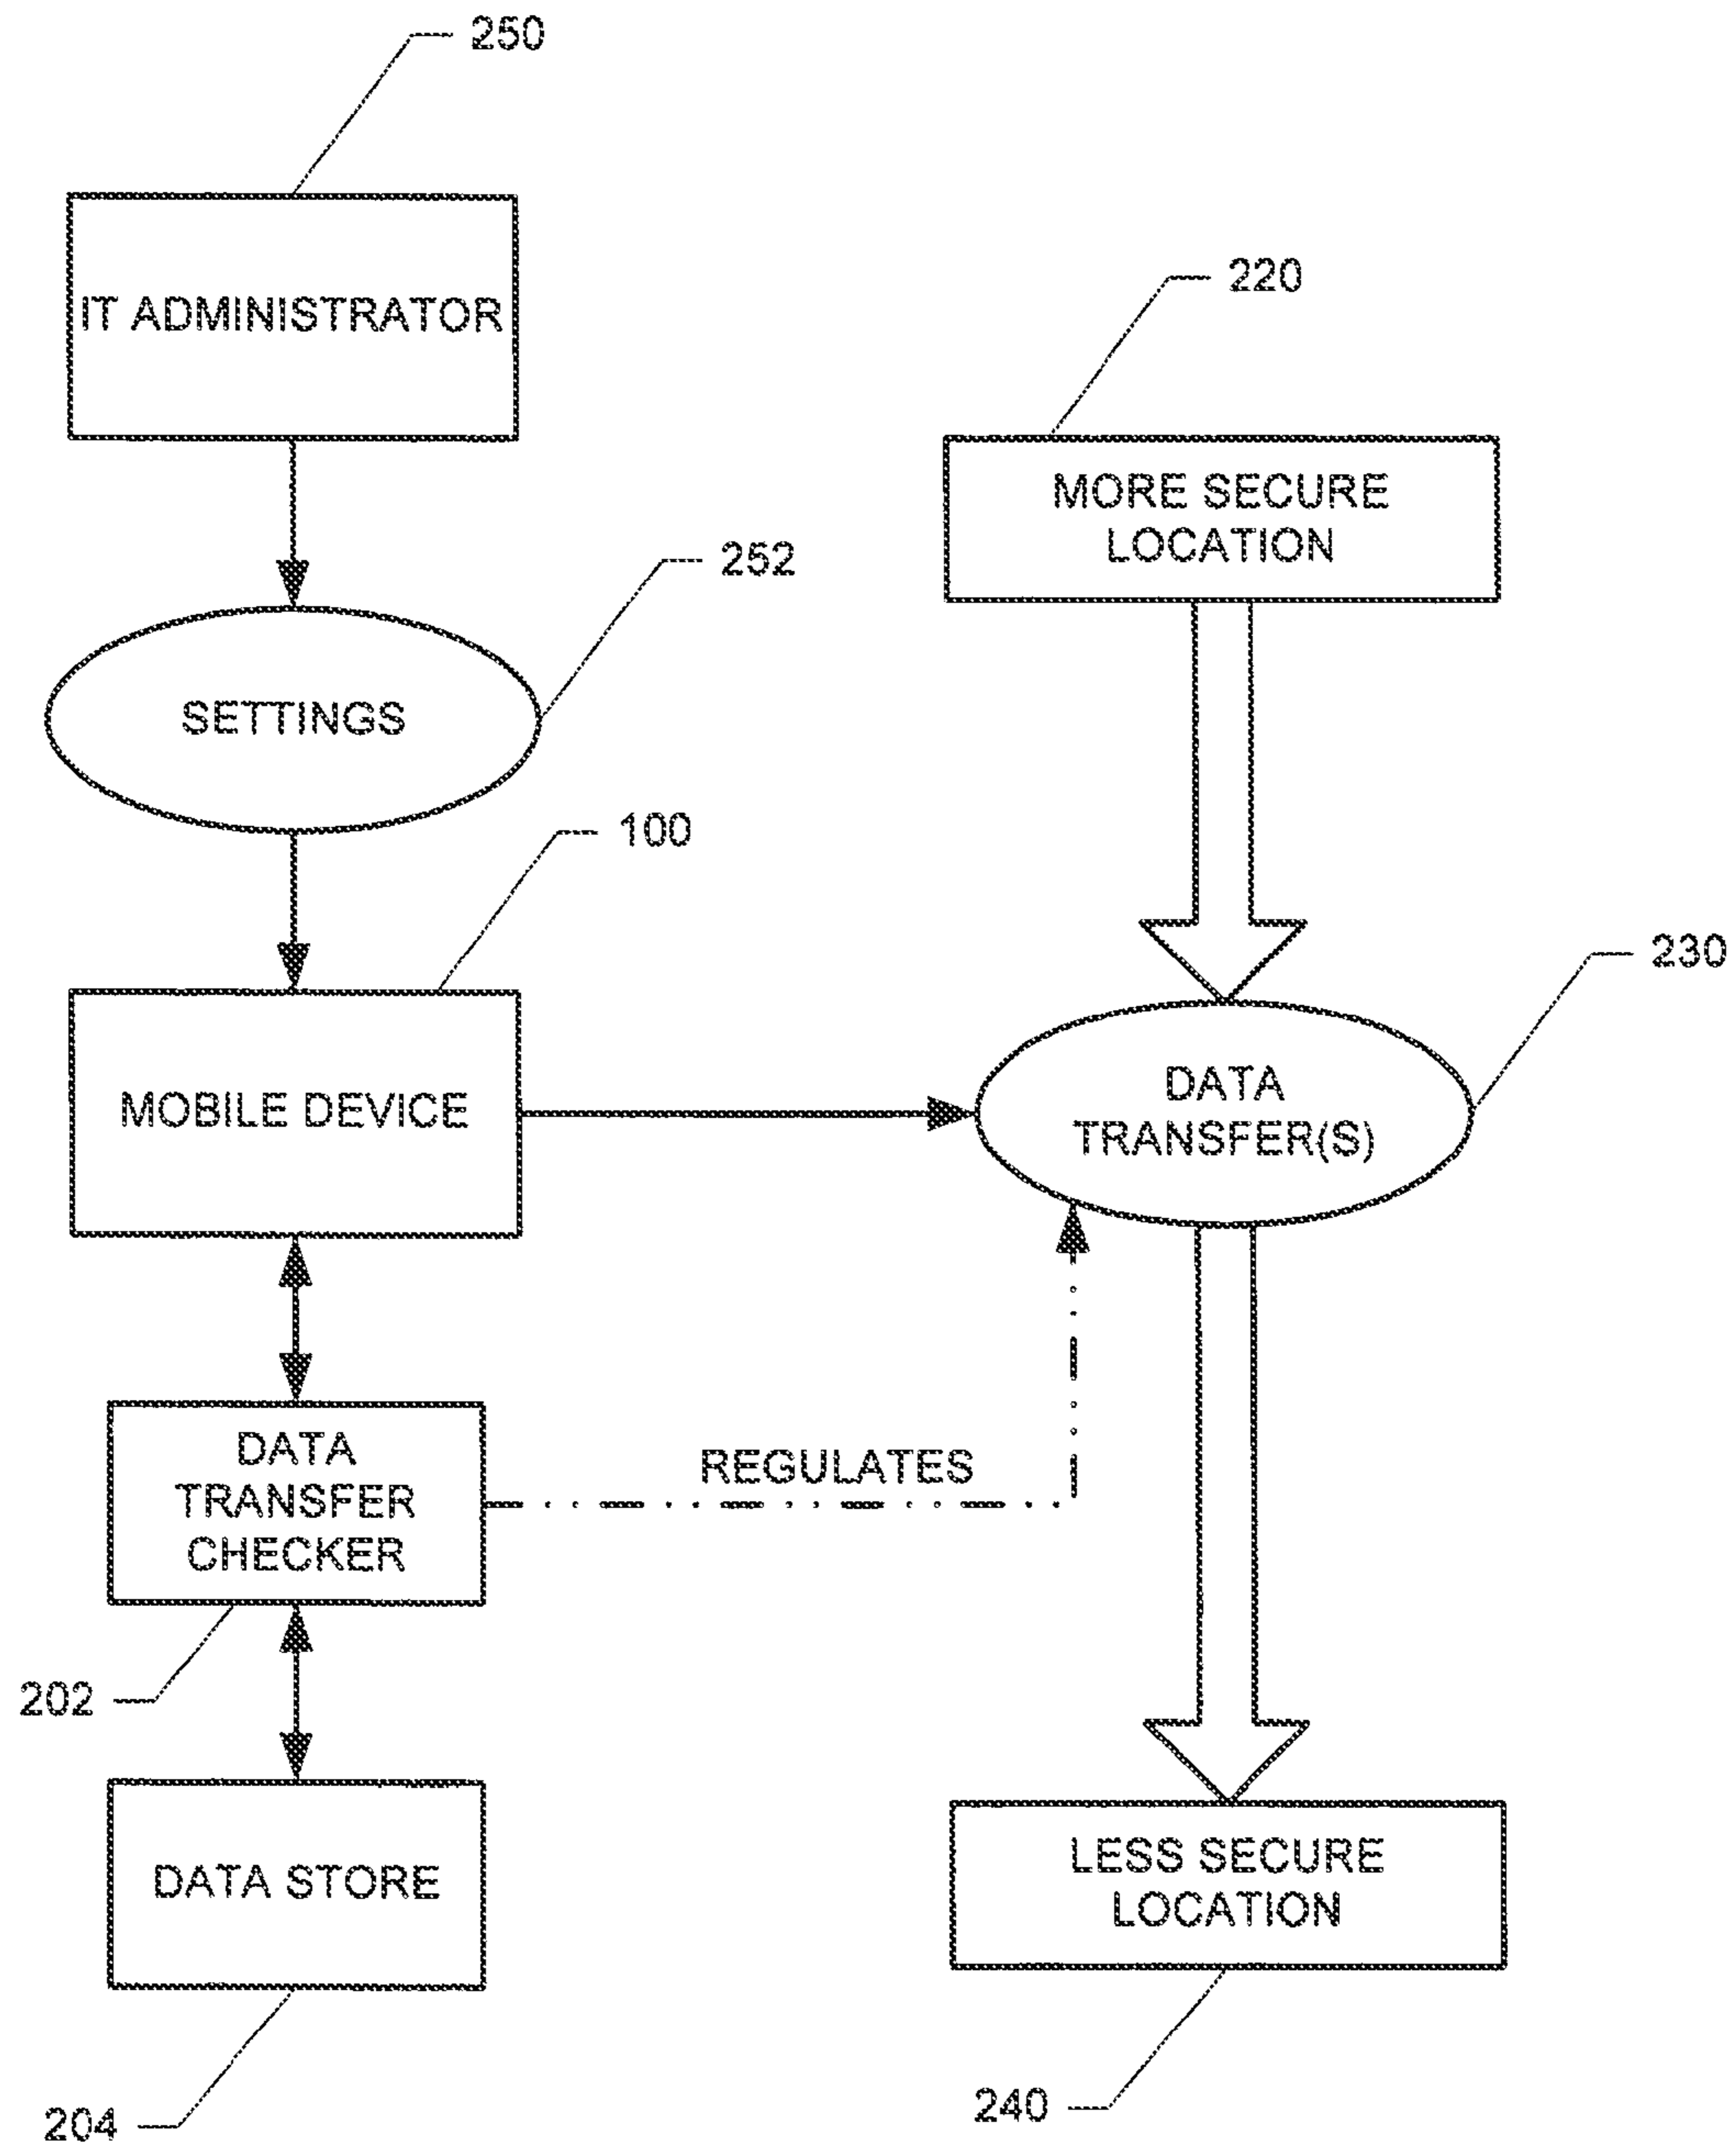 250
IT ADMINISTRATOR
220
MORE SECURE
LOCATION
252
SETTINGS
100
230
MOBILE DEVICE
DATA
TRANSFER(S)
DATA
TRANSFER
CHECKER
REGULATES
202
DATA STORE
LESS SECURE
LOCATION
204
240